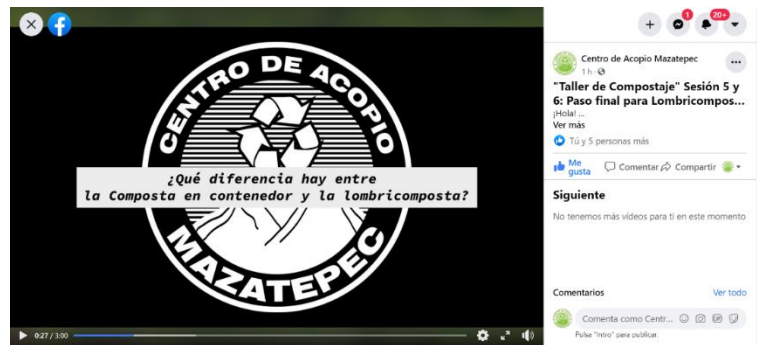 CENTRO DE ACOPIO
¿Qué diferencia hay entre
la Composta en contenedor y la lombricomposta?
MAZATEPEC
0:27 / 3:00
1
20+
Centro de Acopio Mazatepec
1 h ·
"Taller de Compostaje" Sesión 5 y
6: Paso final para Lombricompos...
¡Hola! ...
Ver más
Tú y 5 personas más
Me gusta
Comentar
Compartir
Siguiente
No tenemos más vídeos para ti en este momento
Comentarios
Ver todo
Comenta como Centr...
GIF
Pulsa "Intro" para publicar.